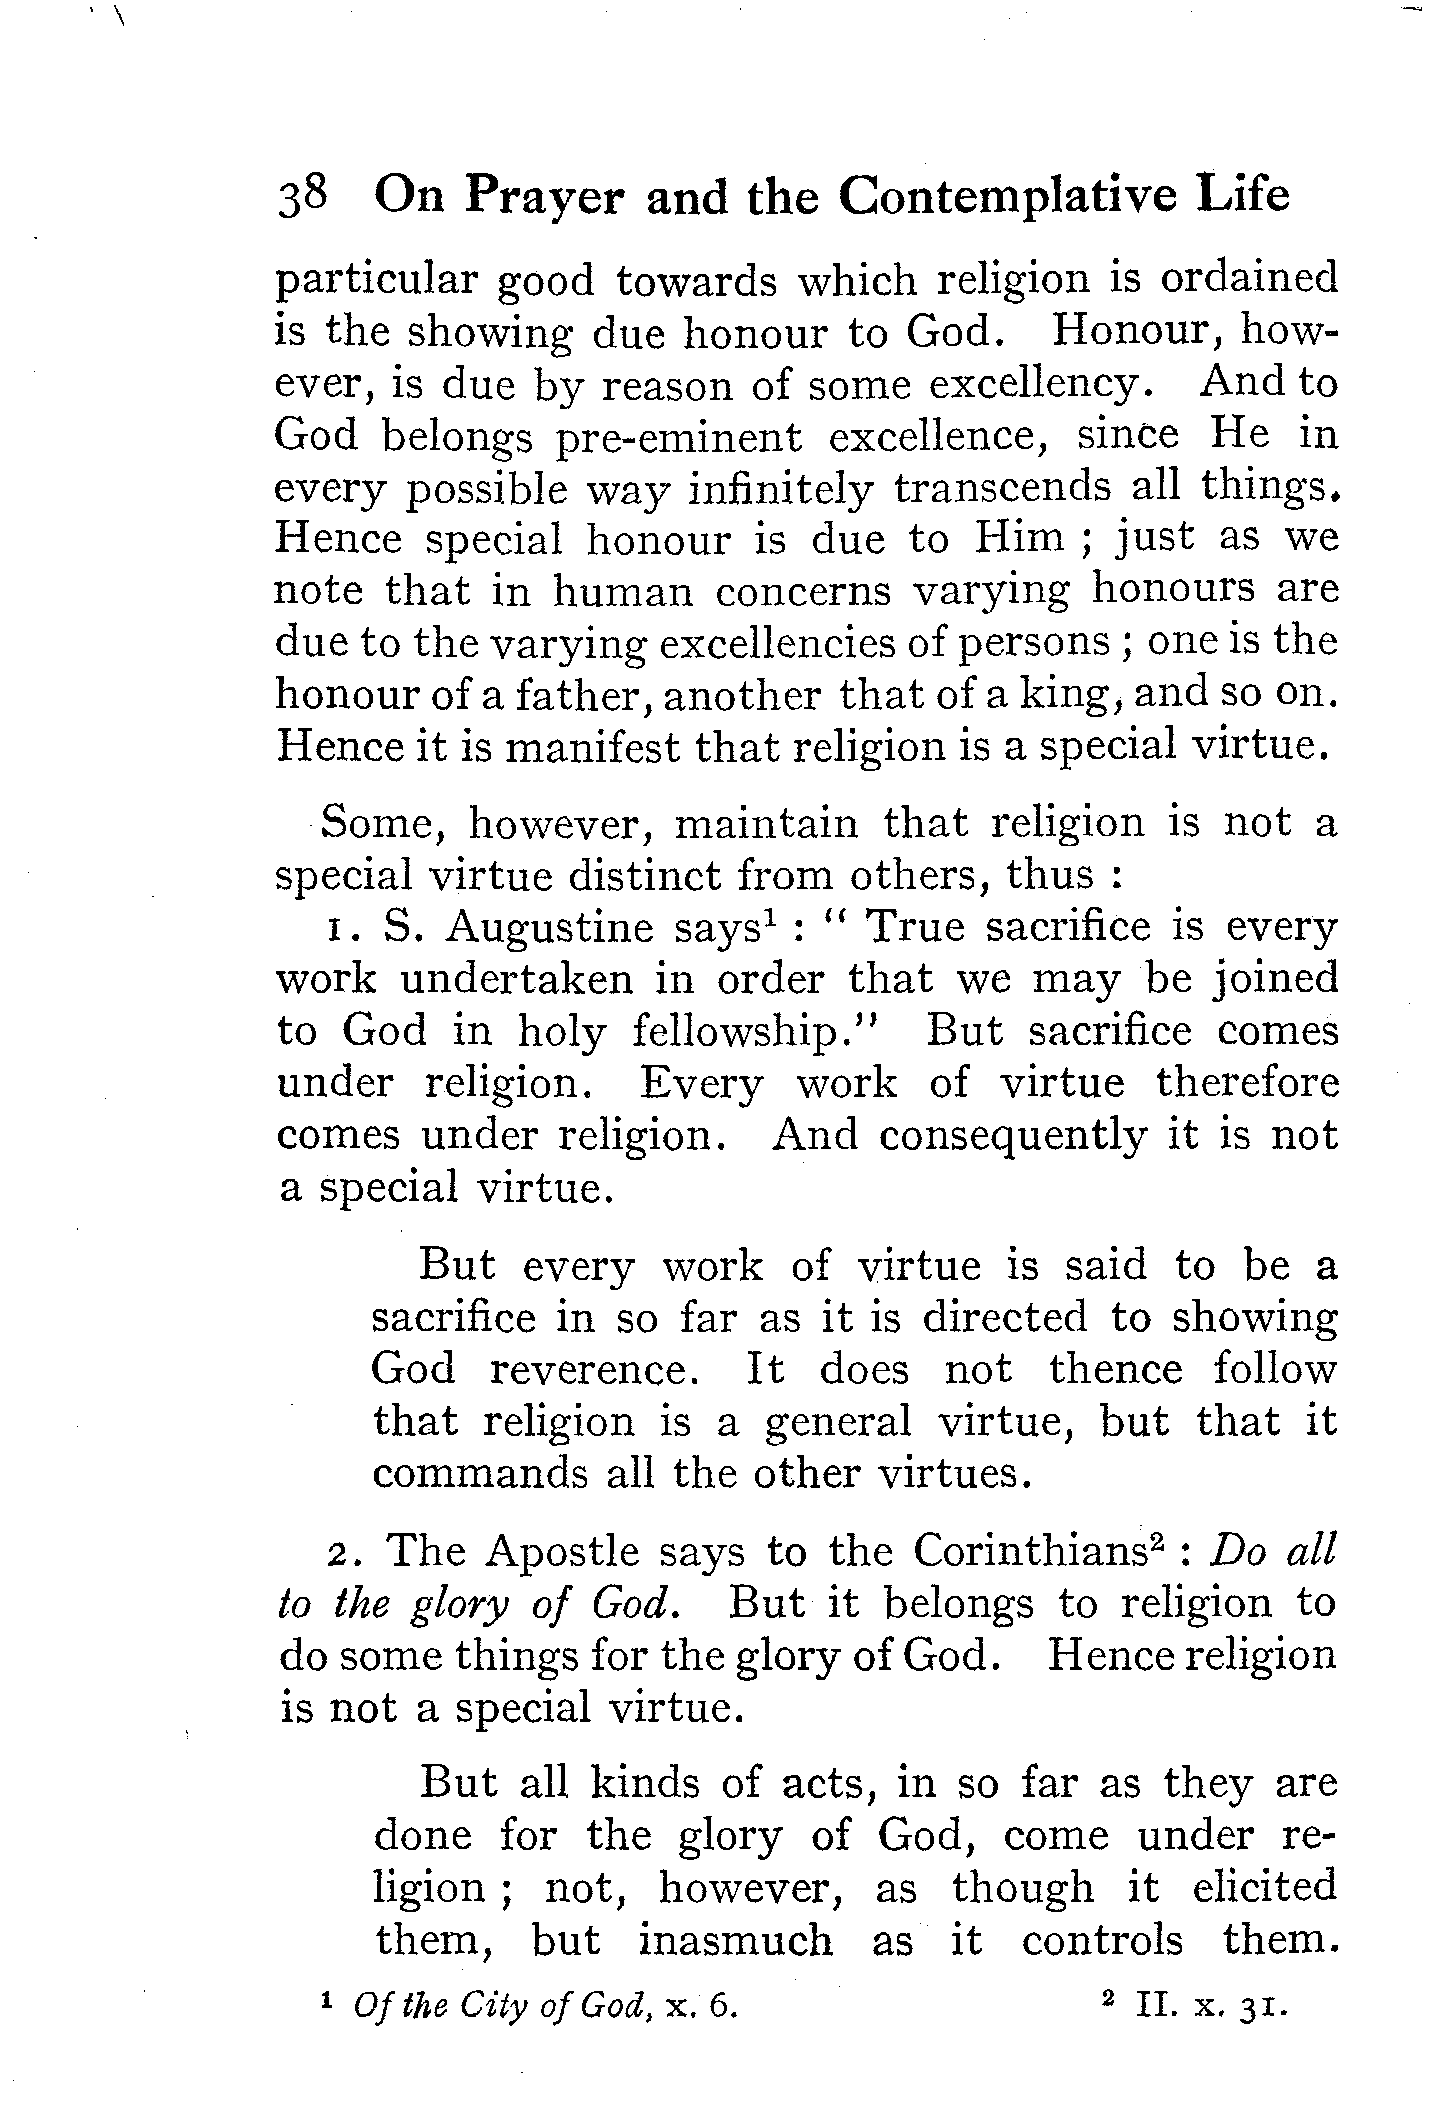 38 On Prayer and the Contemplative Life
particular good towards which religion is ordained
is the showing due honour to God. Honour, how-
ever, is due by reason of some excellency. And to
God belongs pre-eminent excellence, since He in
every possible way infinitely transcends all things.
Hence special honour is due to Him ; just as we
note that in human concerns varying honours are
due to the varying excellencies of persons ; one is the
honour of a father, another that of a king, and so on.
Hence it is manifest that religion is a special virtue.
Some, however, maintain that religion is not a
special virtue distinct from others, thus :
1. S. Augustine says¹ : “ True sacrifice is every
work undertaken in order that we may be joined
to God in holy fellowship.” But sacrifice comes
under religion. Every work of virtue therefore
comes under religion. And consequently it is not
a special virtue.
But every work of virtue is said to be a
sacrifice in so far as it is directed to showing
God reverence. It does not thence follow
that religion is a general virtue, but that it
commands all the other virtues.
2. The Apostle says to the Corinthians² : Do all
to the glory of God. But it belongs to religion to
do some things for the glory of God. Hence religion
is not a special virtue.
But all kinds of acts, in so far as they are
done for the glory of God, come under re-
ligion ; not, however, as though it elicited
them, but inasmuch as it controls them.
¹ Of the City of God, x. 6. ² II. x. 31.